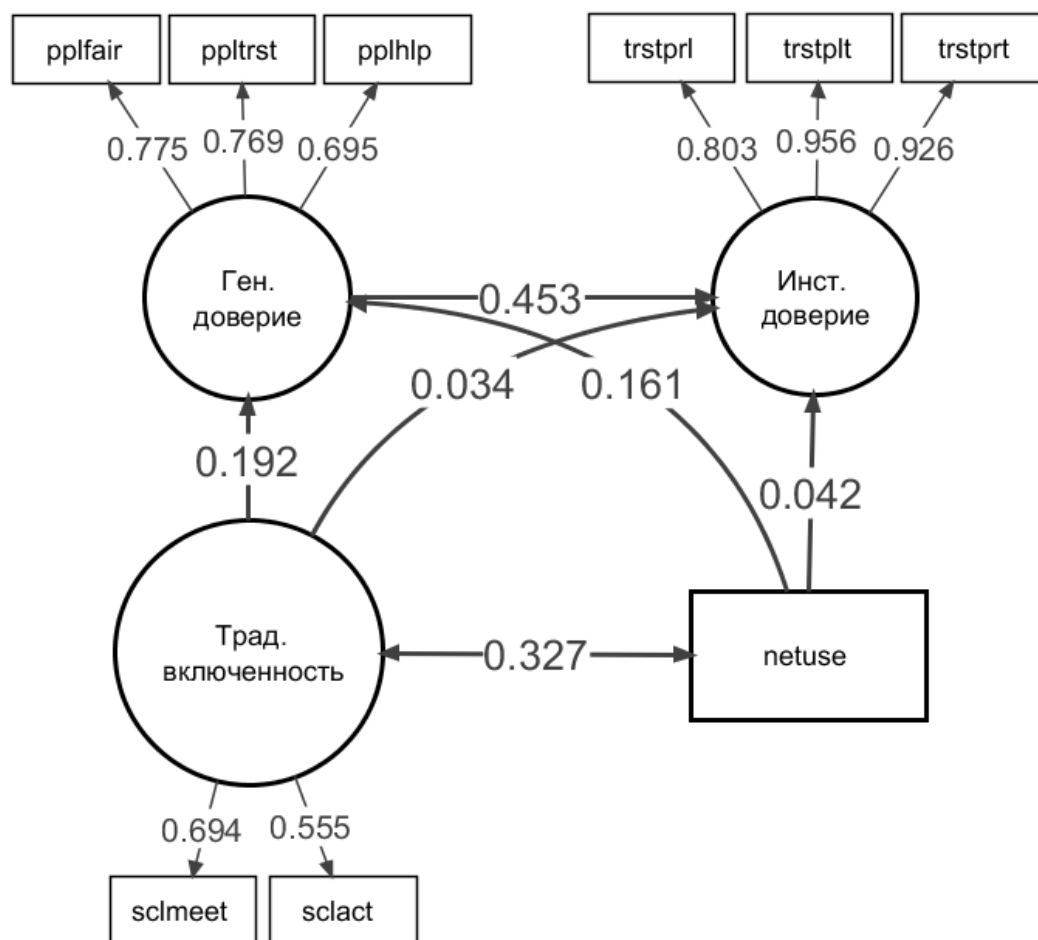 pplfair
ppltrst
pplhlp
trstprl
trstplt
trstprt
0.775
0.769
0.695
0.803
0.956
0.926
Ген.
доверие
0.453
Инст.
доверие
0.034
0.161
0.192
0.042
Трад.
включенность
0.327
netuse
0.694
0.555
sclmeet
sclact